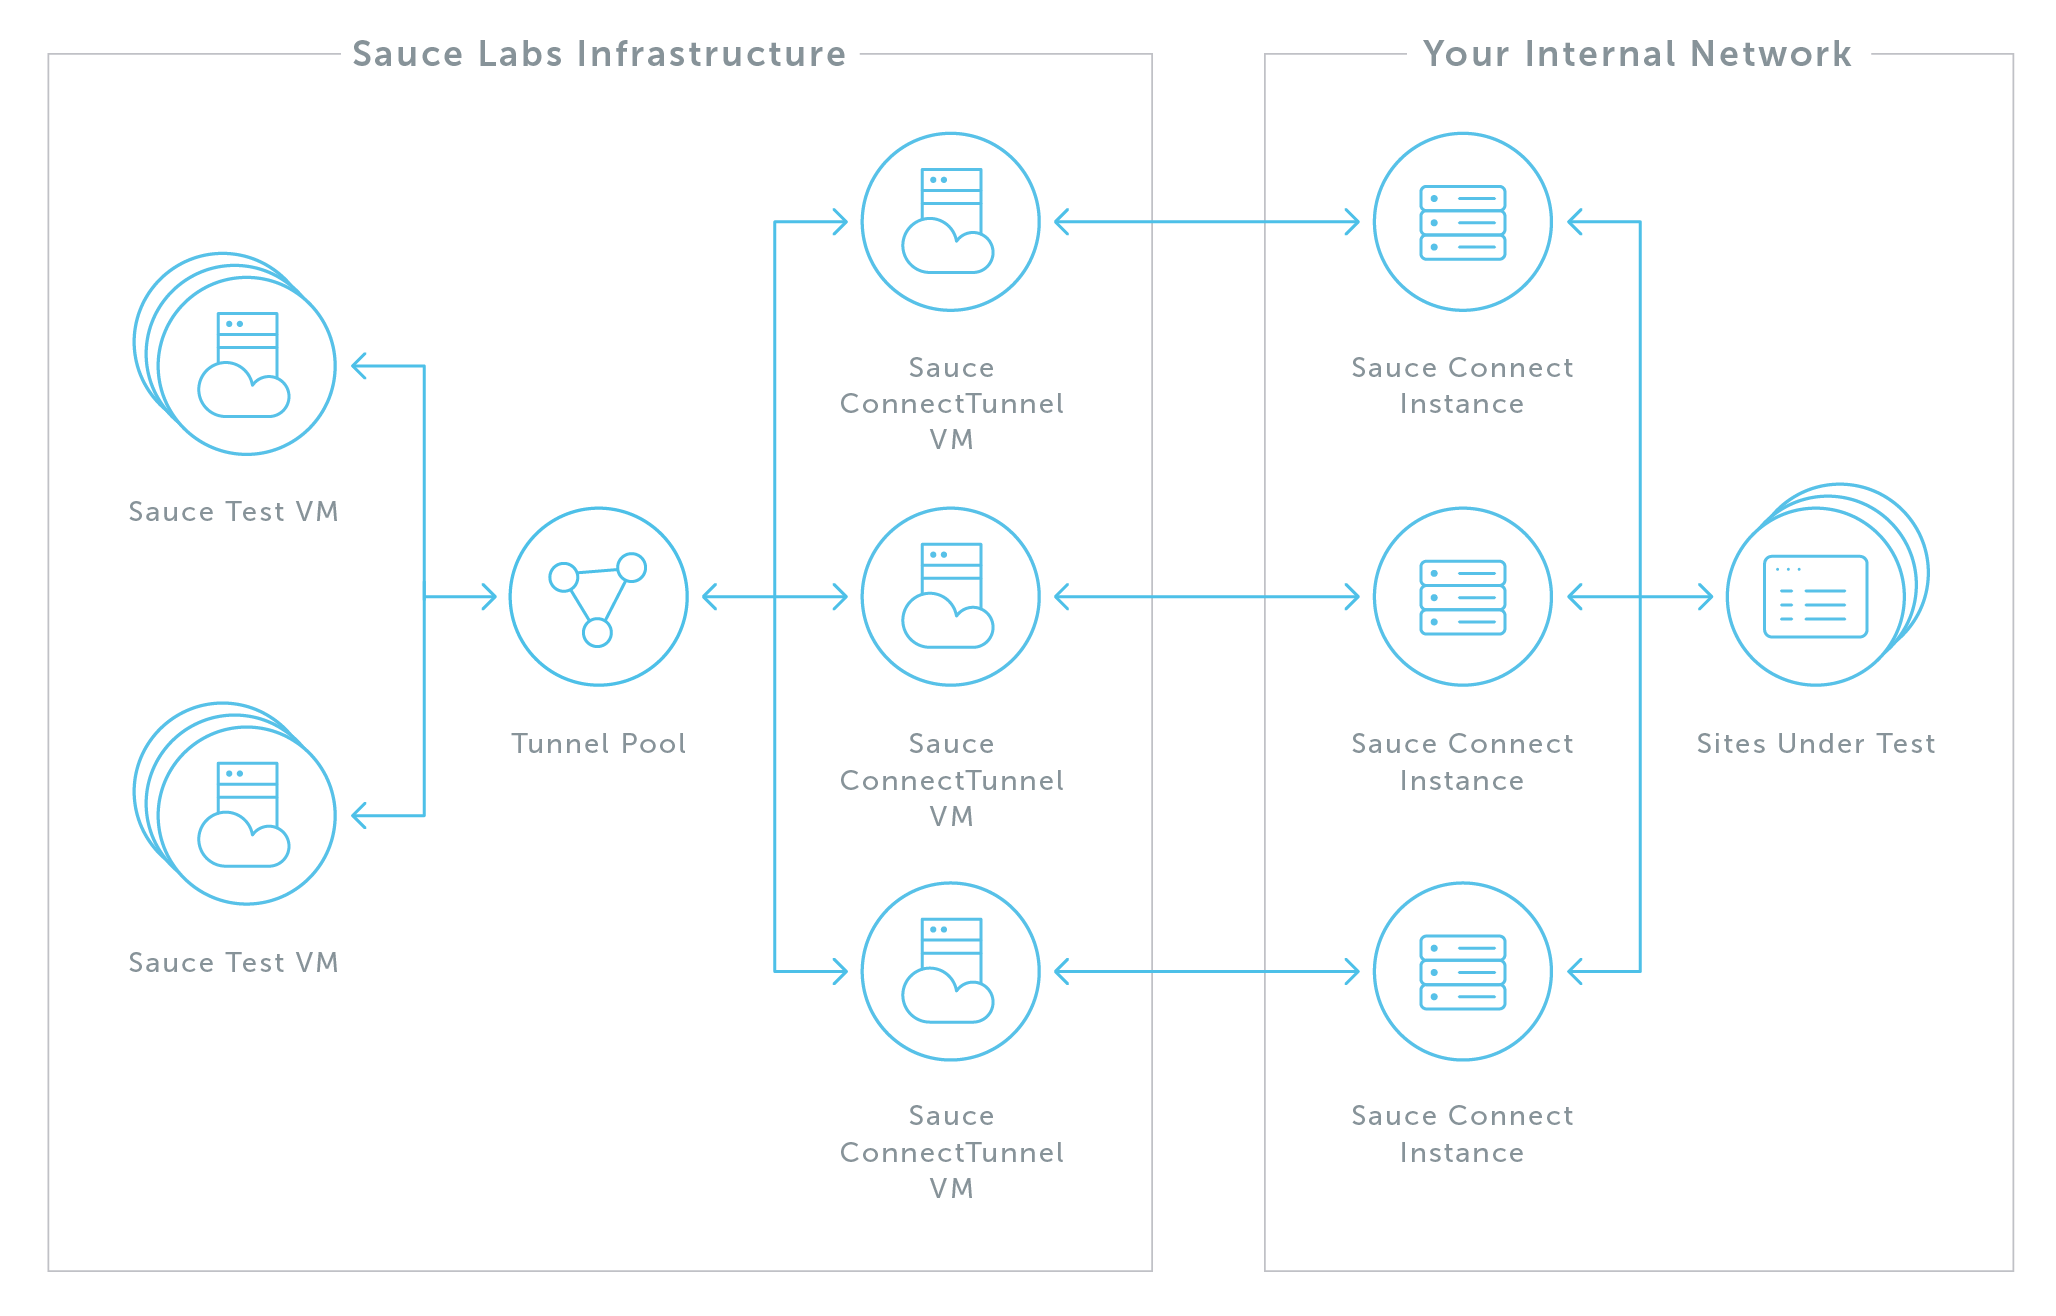 Sauce Labs Infrastructure
Your Internal Network
Sauce
ConnectTunnel
VM
Sauce Connect
Instance
Sauce Test VM
Tunnel Pool
Sauce
ConnectTunnel
VM
Sauce Connect
Instance
Sites Under Test
Sauce Test VM
Sauce
ConnectTunnel
VM
Sauce Connect
Instance